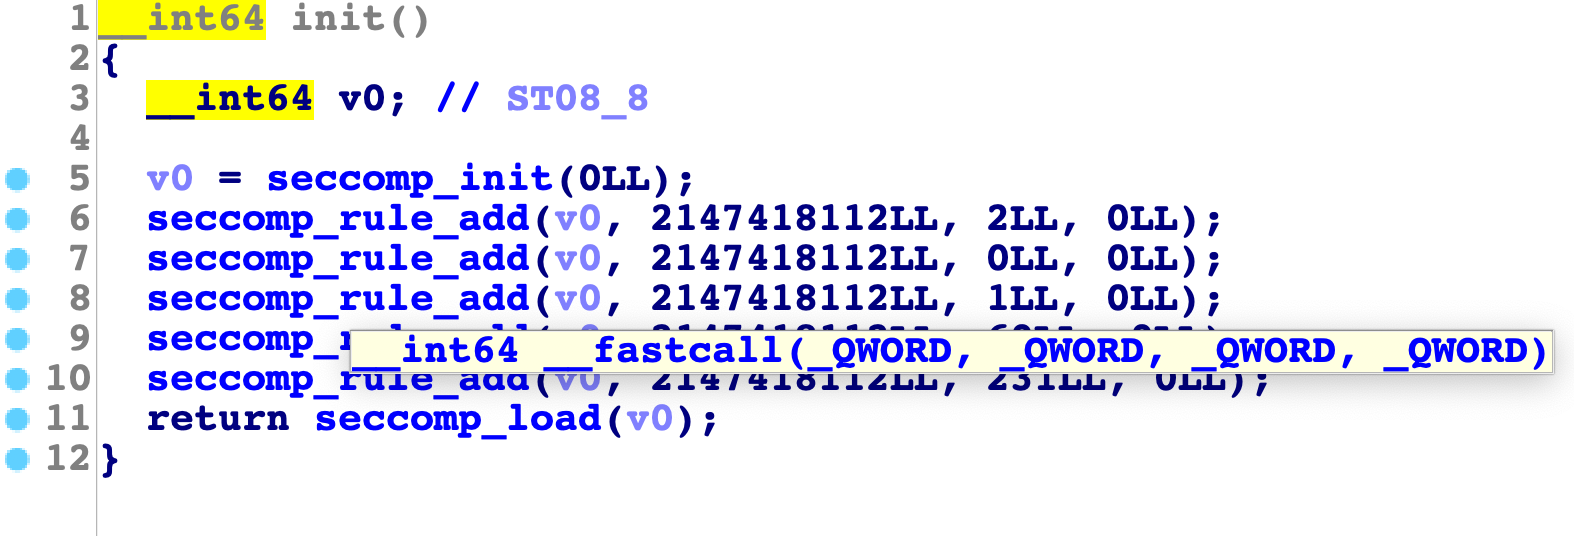 1 __int64 init()
2 {
3 __int64 v0; // ST08_8
4
5 v0 = seccomp_init(0LL);
6 seccomp_rule_add(v0, 2147418112LL, 2LL, 0LL);
7 seccomp_rule_add(v0, 2147418112LL, 0LL, 0LL);
8 seccomp_rule_add(v0, 2147418112LL, 1LL, 0LL);
9 seccomp_r
__int64 __fastcall(_QWORD, _QWORD, _QWORD, _QWORD)
10 seccomp_rule_add(v0, 2147418112LL, 231LL, 0LL);
11 return seccomp_load(v0);
12 }